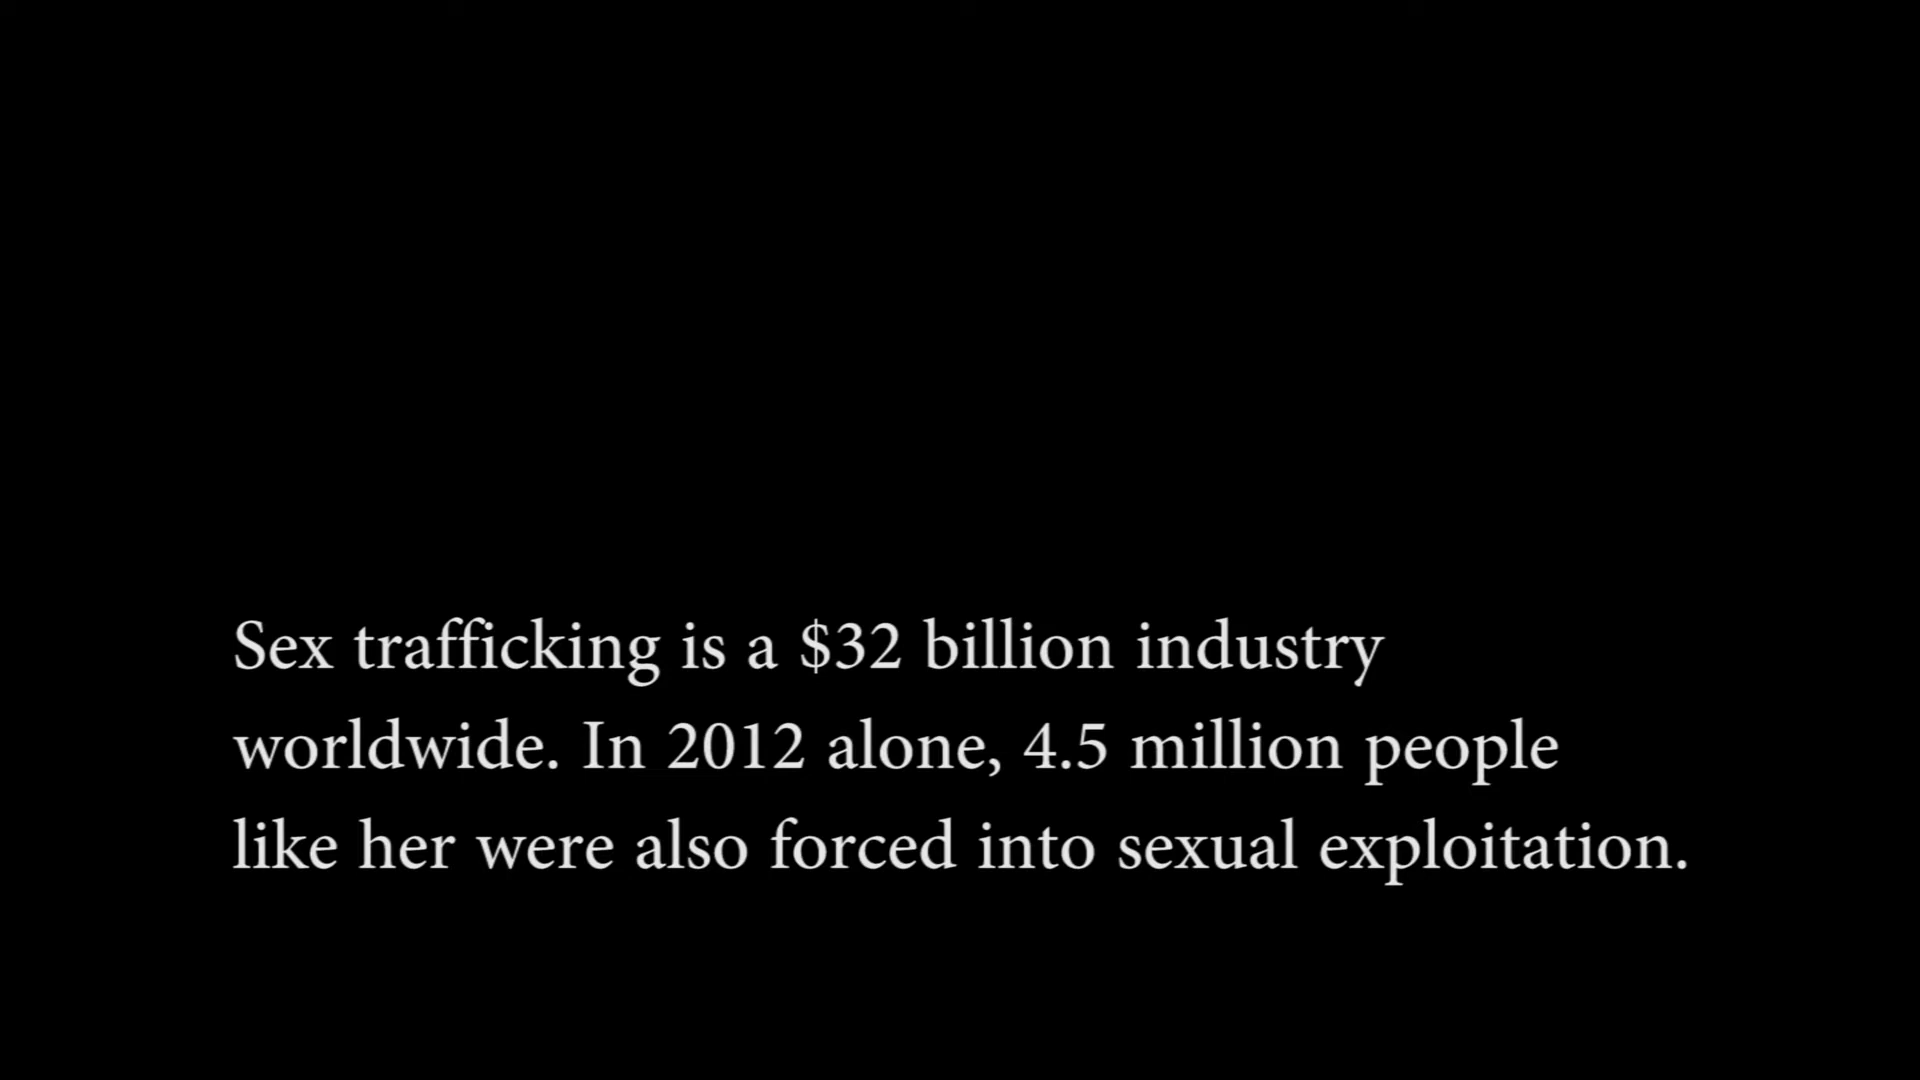 Sex trafficking is a $32 billion industry
worldwide. In 2012 alone, 4.5 million people
like her were also forced into sexual exploitation.